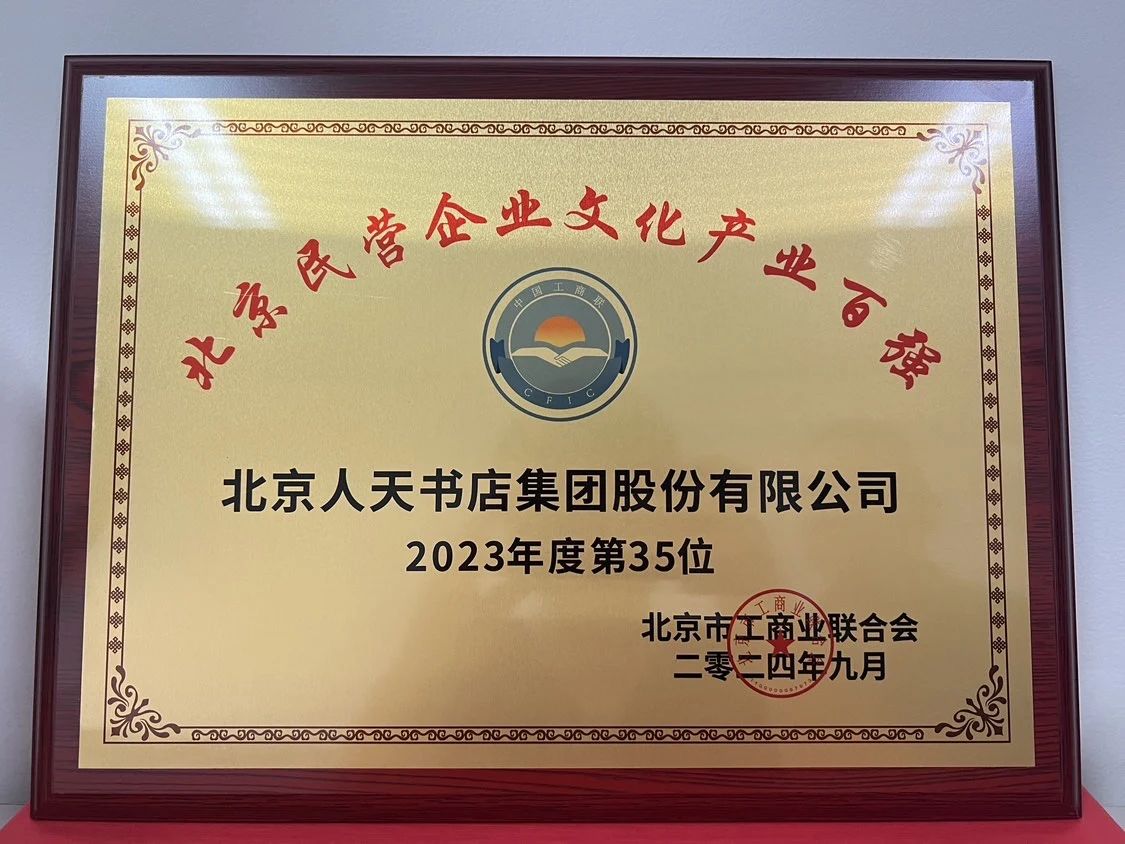 北京民营企业文化产业百强
中国工商联
CFIC
北京人天书店集团股份有限公司
2023年度第35位
北京市工商业联合会
二零二四年九月